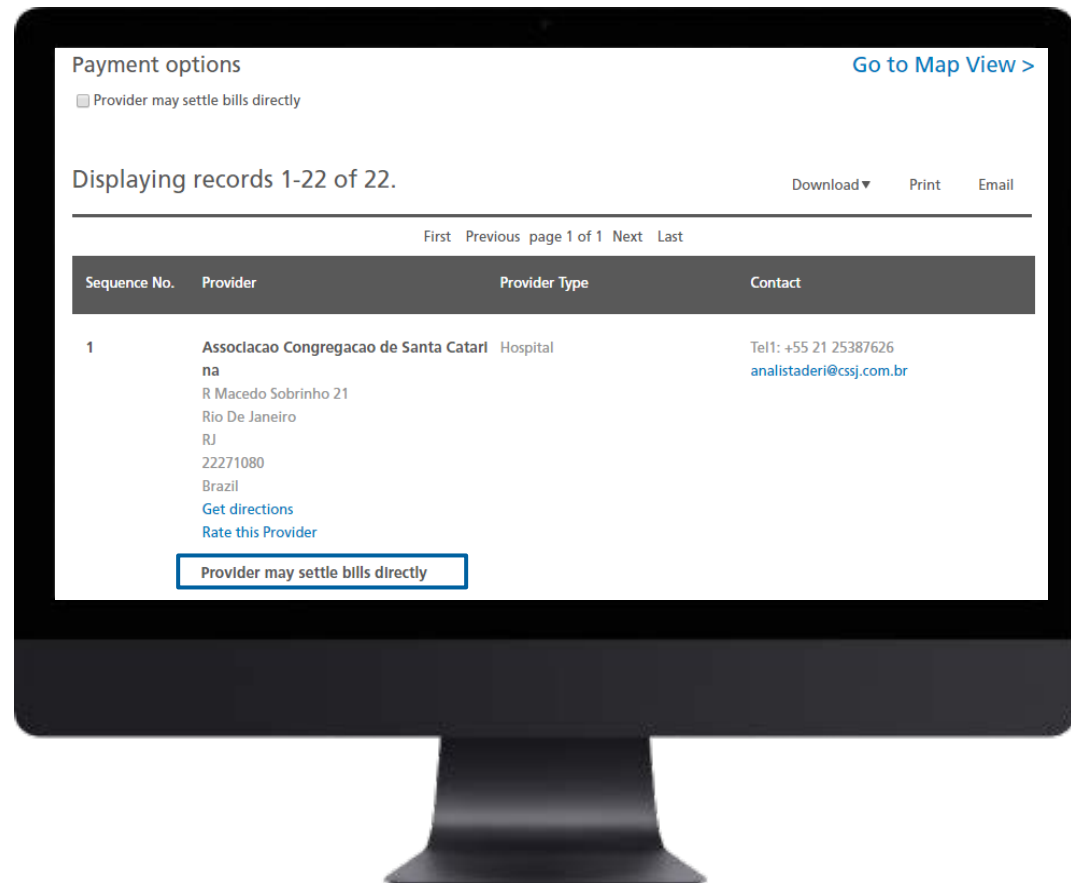 Payment options
Go to Map View >
Provider may settle bills directly
Displaying records 1-22 of 22.
Download▼ Print Email
First Previous page 1 of 1 Next Last
Sequence No. Provider Provider Type Contact
1 Associacao Congregacao de Santa Catari Hospital Tel1: +55 21 25387626
na analistaderi@cssj.com.br
R Macedo Sobrinho 21
Rio De Janeiro
RJ
22271080
Brazil
Get directions
Rate this Provider
Provider may settle bills directly